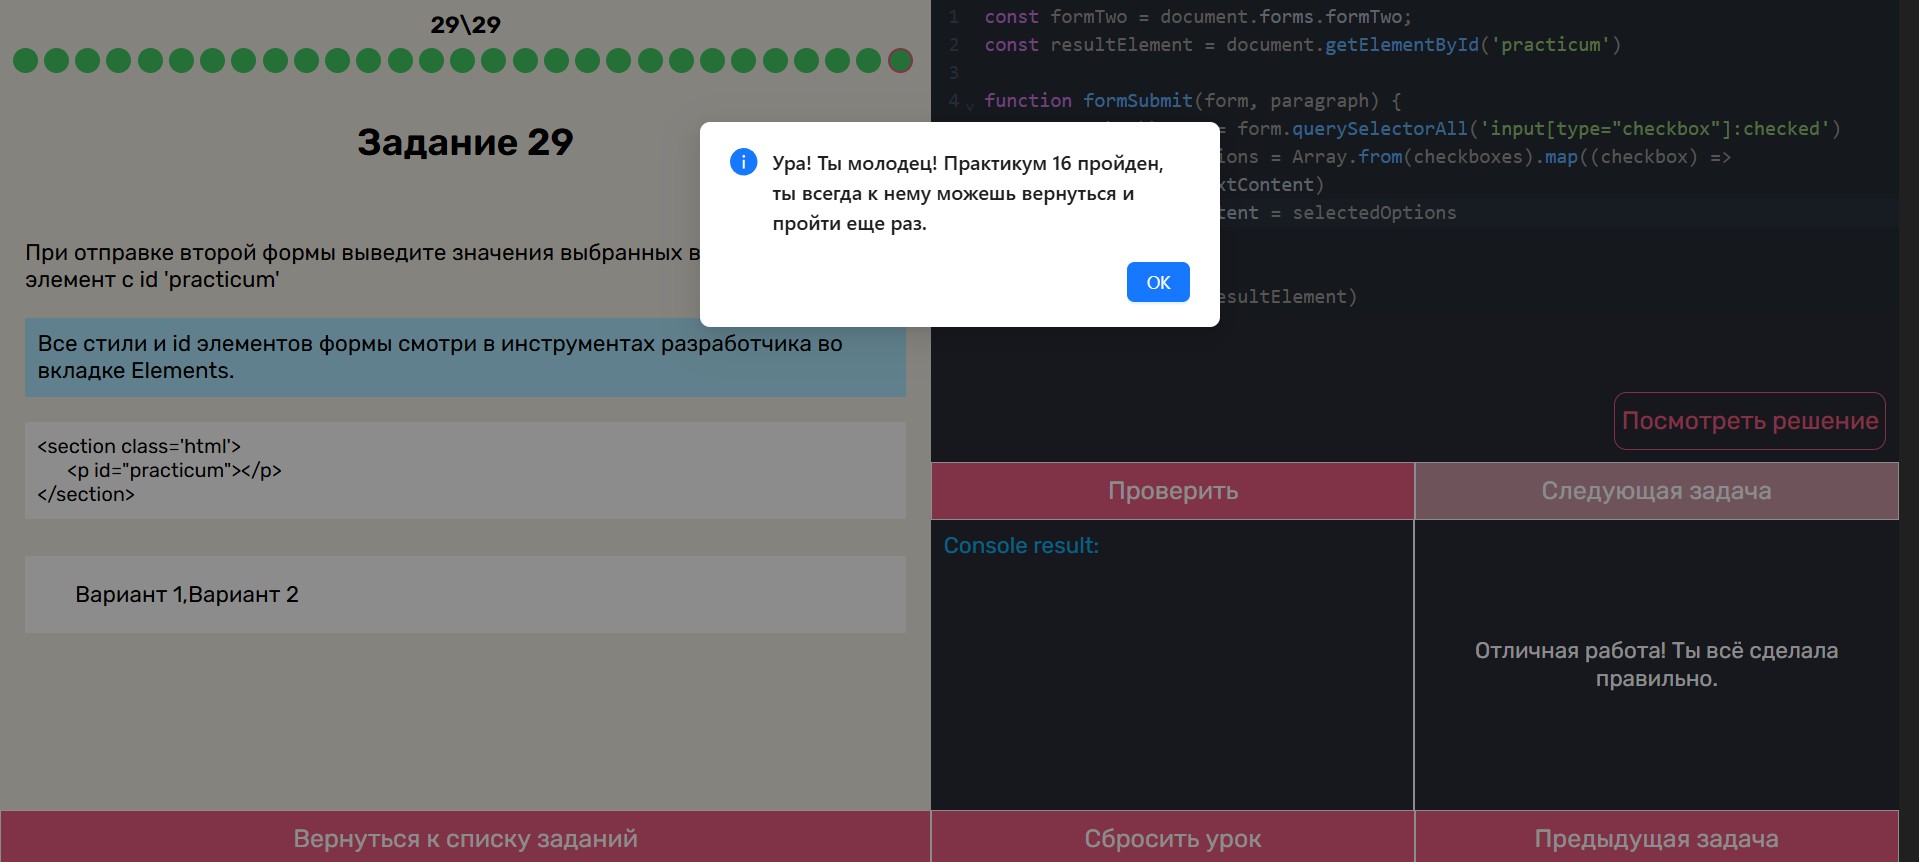 29\29
Задание 29
При отправке второй формы выведите значения выбранных в
элемент с id 'practicum'
Все стили и id элементов формы смотри в инструментах разработчика во
вкладке Elements.
<section class='html'>
<p id="practicum"></p>
</section>
Вариант 1,Вариант 2
Вернуться к списку заданий
1 const formTwo = document.forms.formTwo;
2 const resultElement = document.getElementById('practicum')
3
4 function formSubmit(form, paragraph) {
= form.querySelectorAll('input[type="checkbox"]:checked')
ions = Array.from(checkboxes).map((checkbox) =>
xtContent)
tent = selectedOptions
esultElement)
Ура! Ты молодец! Практикум 16 пройден,
ты всегда к нему можешь вернуться и
пройти еще раз.
OK
Посмотреть решение
Проверить
Следующая задача
Console result:
Отличная работа! Ты всё сделала
правильно.
Сбросить урок
Предыдущая задача